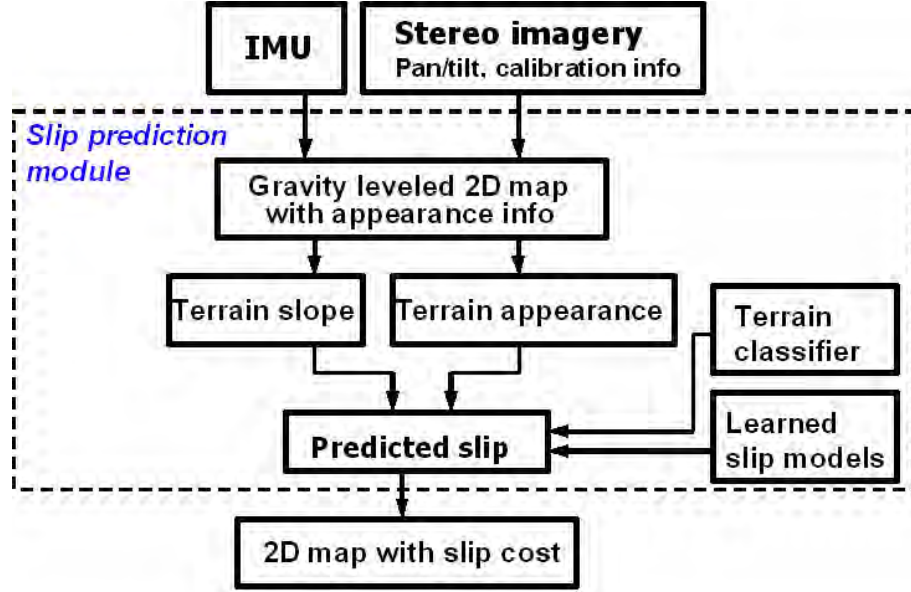 IMU
Stereo imagery
Pan/tilt, calibration info
Slip prediction
module
Gravity leveled 2D map
with appearance info
Terrain slope
Terrain appearance
Terrain
classifier
Predicted slip
Learned
slip models
2D map with slip cost